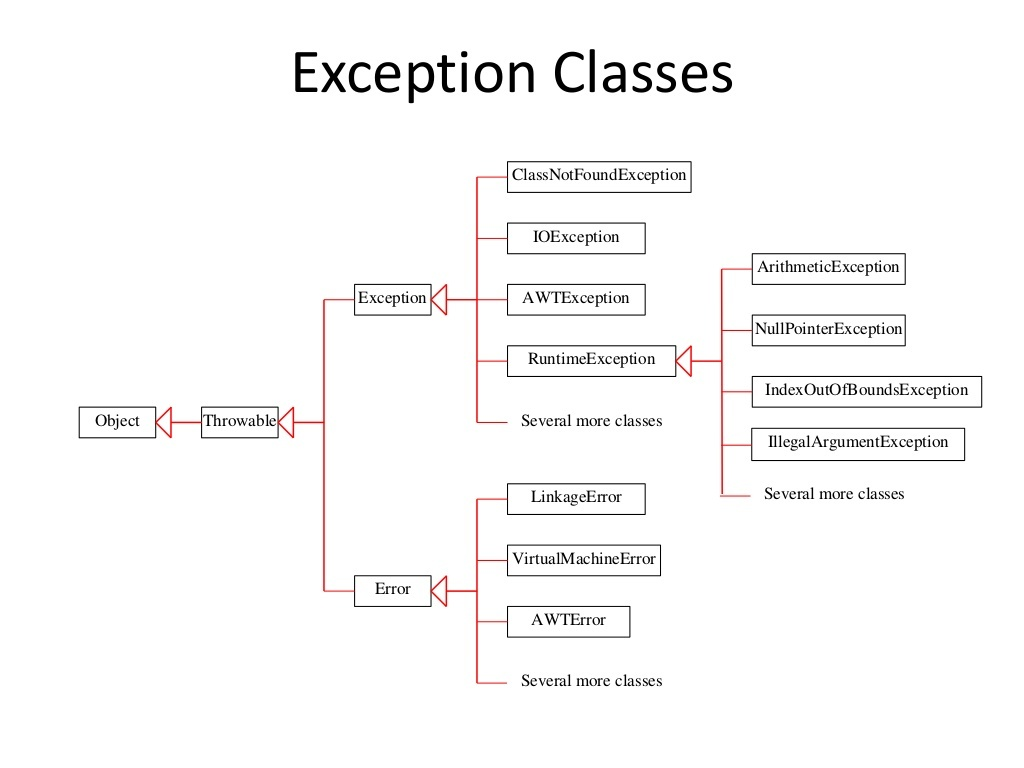 Exception Classes
ClassNotFoundException
IOException
ArithmeticException
Exception
AWTException
NullPointerException
RuntimeException
IndexOutOfBoundsException
Object
Throwable
Several more classes
IllegalArgumentException
LinkageError
Several more classes
VirtualMachineError
Error
AWTError
Several more classes